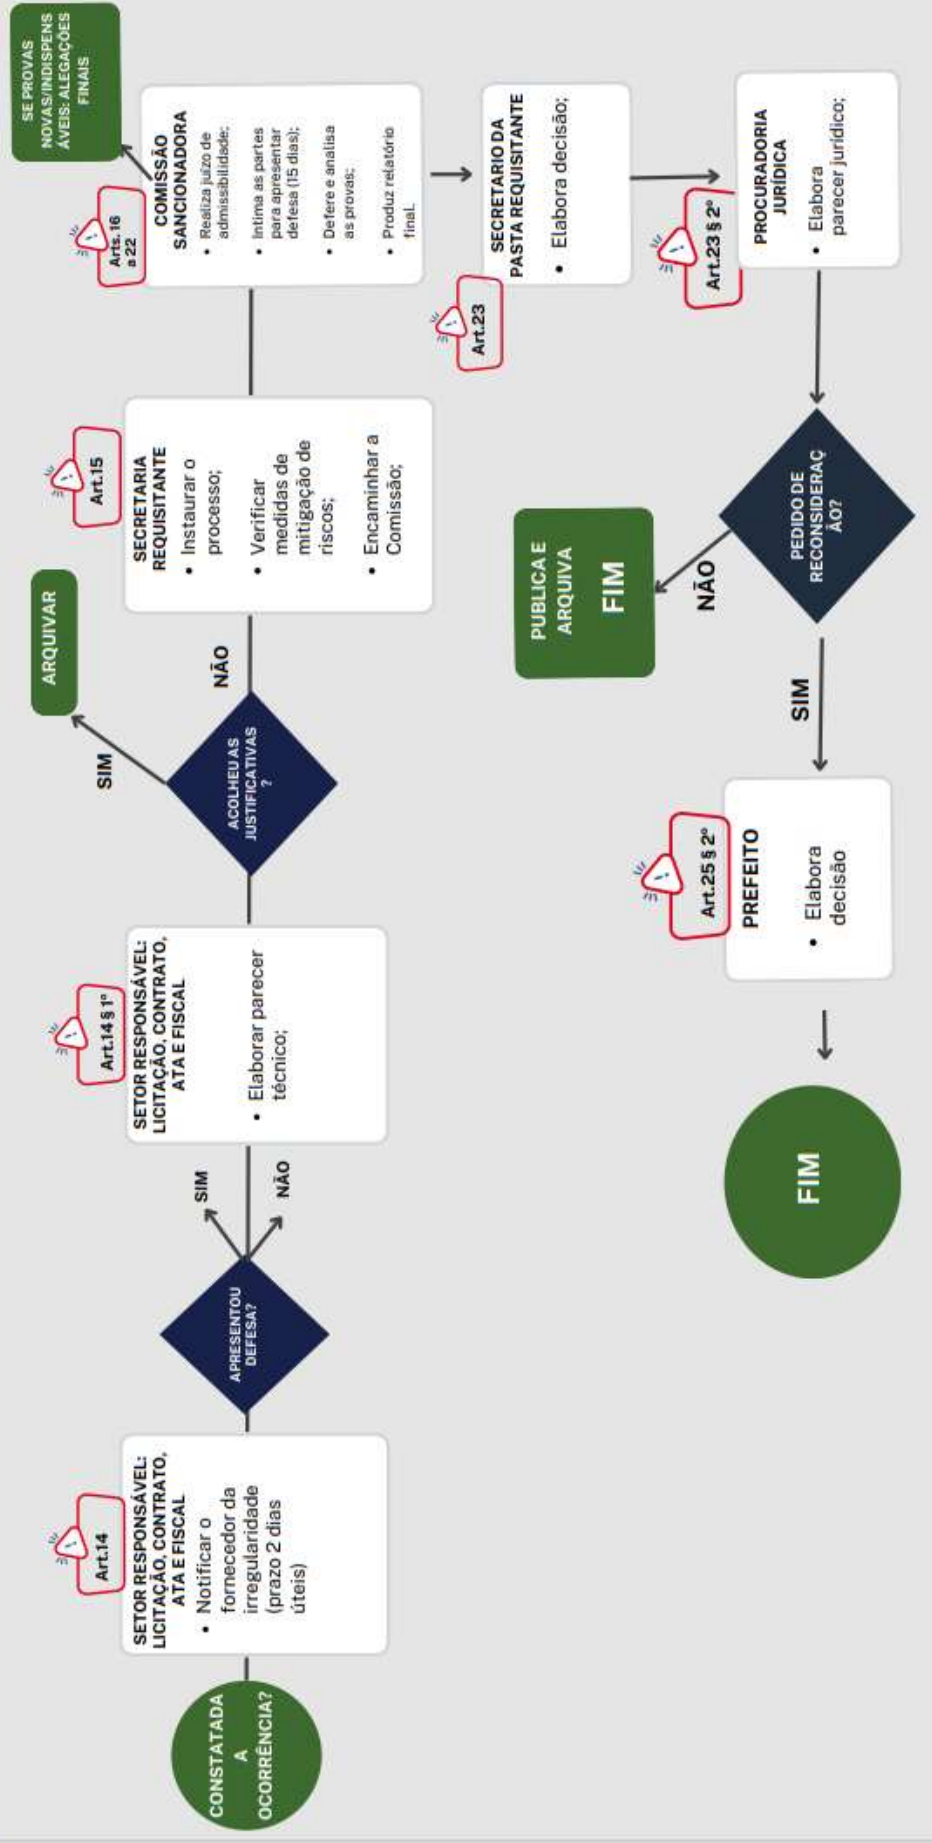 CONSTATADA
A
OCORRÊNCIA?
Art.14
SETOR RESPONSÁVEL:
LICITAÇÃO, CONTRATO,
ATA E FISCAL
• Notificar o
fornecedor da
irregularidade
(prazo 2 dias
úteis)
APRESENTOU
DEFESA?
SIM
NÃO
Art.14 § 1º
SETOR RESPONSÁVEL:
LICITAÇÃO, CONTRATO,
ATA E FISCAL
• Elaborar parecer
técnico;
ACOLHEU AS
JUSTIFICATIVAS
?
SIM
ARQUIVAR
NÃO
Art.15
SECRETARIA
REQUISITANTE
• Instaurar o
processo;
• Verificar
medidas de
mitigação de
riscos;
• Encaminhar a
Comissão;
Arts. 16
a 22
COMISSÃO
SANCIONADORA
• Realiza juízo de
admissibilidade;
• Intima as partes
para apresentar
defesa (15 dias);
• Defere e analisa
as provas;
• Produz relatório
final.
SE PROVAS
NOVAS/INDISPENS
ÁVEIS: ALEGAÇÕES
FINAIS
Art.23
SECRETARIO DA
PASTA REQUISITANTE
• Elabora decisão;
Art.23 § 2º
PROCURADORIA
JURÍDICA
• Elabora
parecer jurídico;
PEDIDO DE
RECONSIDERAÇ
ÃO?
NÃO
PUBLICA E
ARQUIVA
FIM
SIM
Art.25 § 2º
PREFEITO
• Elabora
decisão
FIM